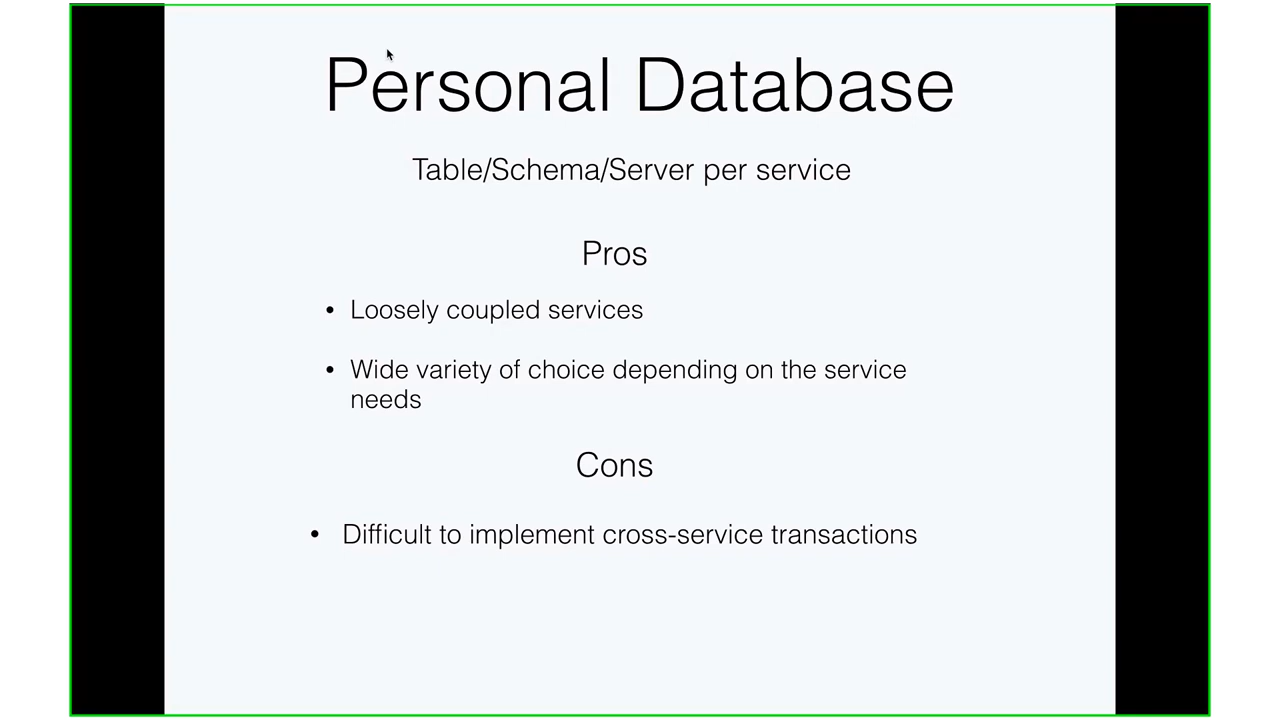 Personal Database
Table/Schema/Server per service
Pros
• Loosely coupled services
• Wide variety of choice depending on the service
needs
Cons
• Difficult to implement cross-service transactions